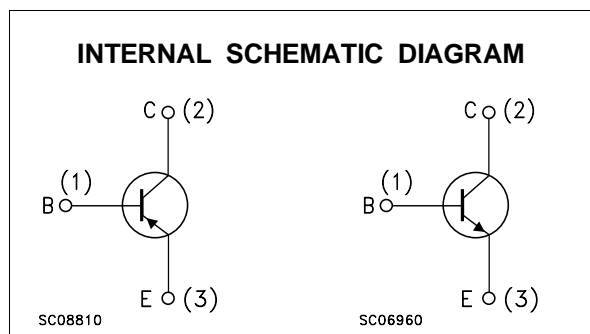 INTERNAL SCHEMATIC DIAGRAM
C (2) C (2)
(1) (1)
B B
E (3) E (3)
SC08810 SC06960